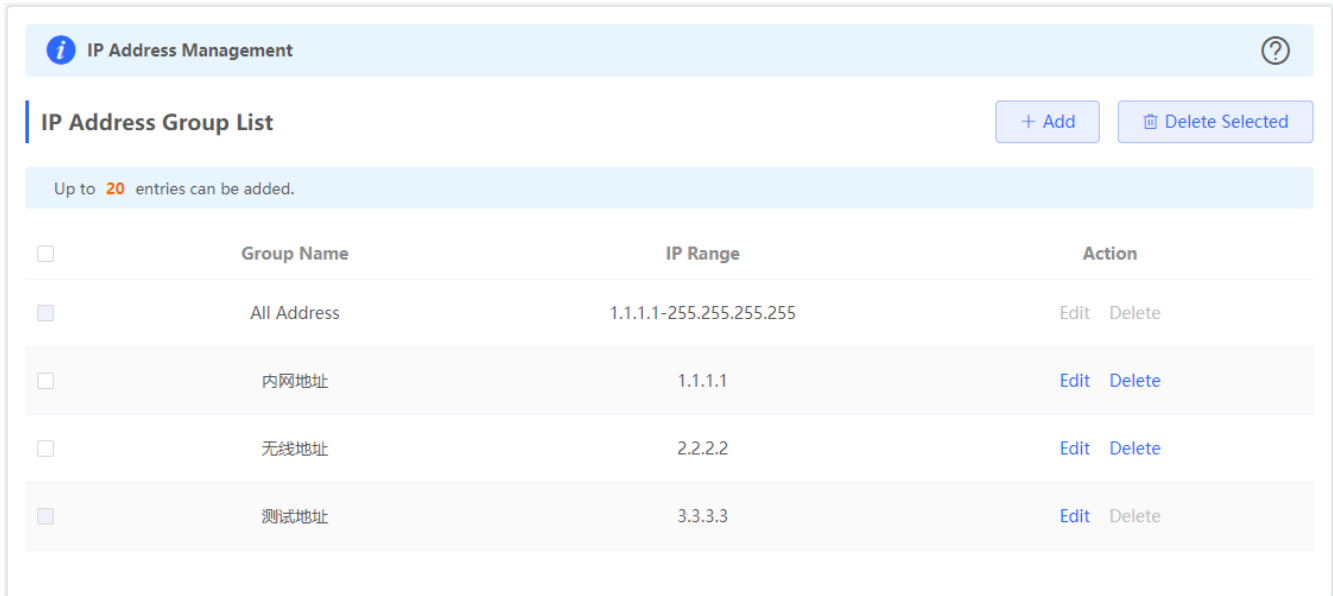 IP Address Management
IP Address Group List
+ Add
Delete Selected
Up to 20 entries can be added.
Group Name IP Range Action
All Address 1.1.1.1-255.255.255.255 Edit Delete
内网地址 1.1.1.1 Edit Delete
无线地址 2.2.2.2 Edit Delete
测试地址 3.3.3.3 Edit Delete